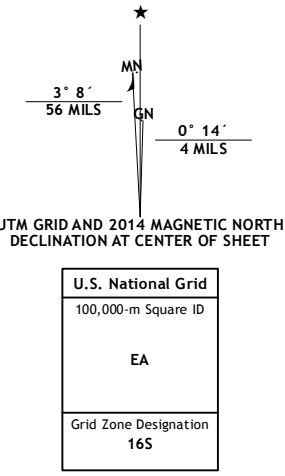 ★
MN
3° 8´
56 MILS
GN
0° 14´
4 MILS
UTM GRID AND 2014 MAGNETIC NORTH
DECLINATION AT CENTER OF SHEET
U.S. National Grid
100,000-m Square ID
EA
Grid Zone Designation
16S